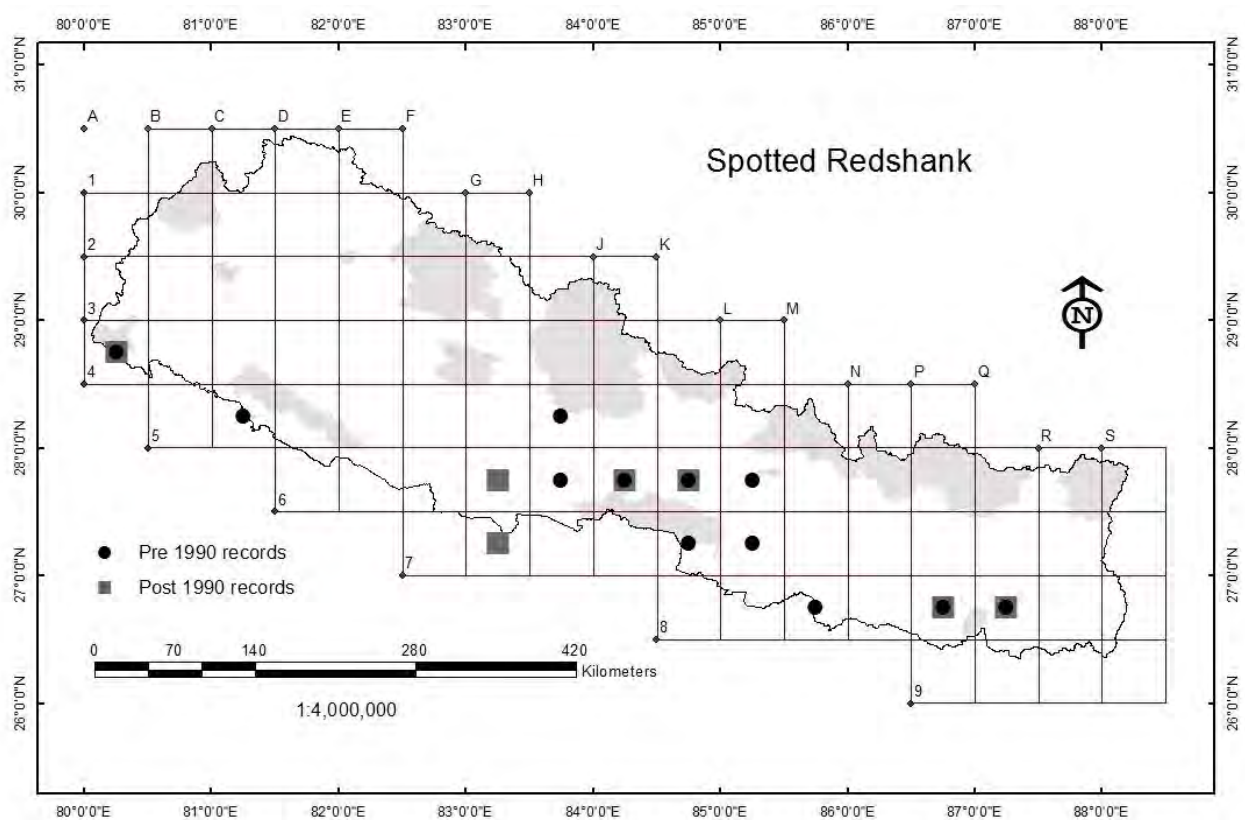 80°0'0"E 81°0'0"E 82°0'0"E 83°0'0"E 84°0'0"E 85°0'0"E 86°0'0"E 87°0'0"E 88°0'0"E
31°0'0"N 31°0'0"N
A B C D E F
Spotted Redshank
1 G H
30°0'0"N 30°0'0"N
2 J K
N
3 L M
29°0'0"N 29°0'0"N
4 N P Q
5 R S
28°0'0"N 28°0'0"N
6
Pre 1990 records
7
27°0'0"N 27°0'0"N
Post 1990 records
8
0 70 140 280 420
Kilometers
9
1:4,000,000
26°0'0"N 26°0'0"N
80°0'0"E 81°0'0"E 82°0'0"E 83°0'0"E 84°0'0"E 85°0'0"E 86°0'0"E 87°0'0"E 88°0'0"E